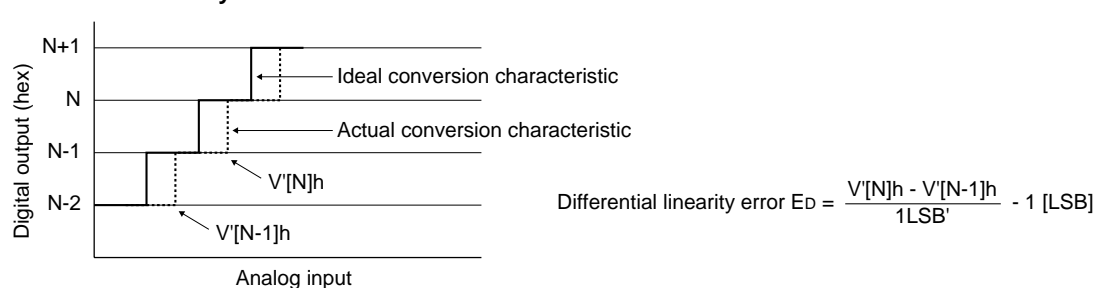 N+1
Ideal conversion characteristic
N
Actual conversion characteristic
N-1
V'[N]h
N-2
V'[N-1]h
Digital output (hex)
Analog input
Differential linearity error ED = V'[N]h - V'[N-1]h
1LSB'
- 1 [LSB]